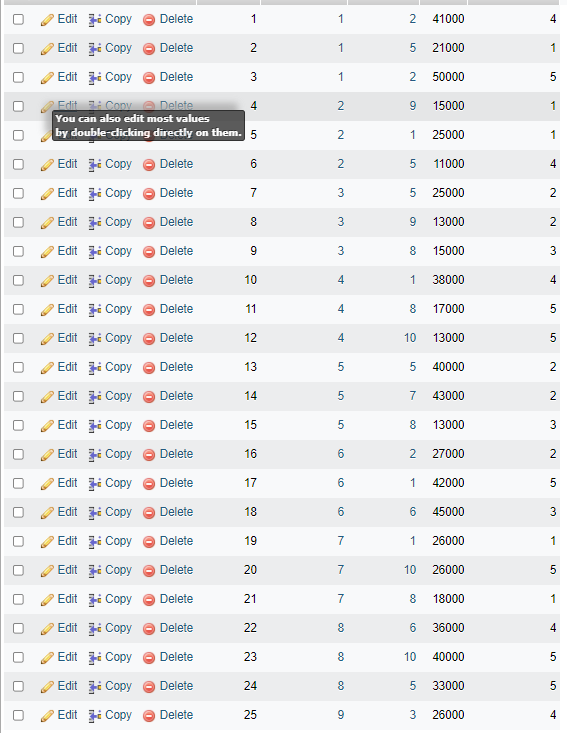 Edit Copy Delete 1 1 2 41000 4
Edit Copy Delete 2 1 5 21000 1
Edit Copy Delete 3 1 2 50000 5
Edit Copy Delete 4 2 9 15000 1
You can also edit most values
by double-clicking directly on them.
5 2 1 25000 1
Edit Copy Delete 6 2 5 11000 4
Edit Copy Delete 7 3 5 25000 2
Edit Copy Delete 8 3 9 13000 2
Edit Copy Delete 9 3 8 15000 3
Edit Copy Delete 10 4 1 38000 4
Edit Copy Delete 11 4 8 17000 5
Edit Copy Delete 12 4 10 13000 5
Edit Copy Delete 13 5 5 40000 2
Edit Copy Delete 14 5 7 43000 2
Edit Copy Delete 15 5 8 13000 3
Edit Copy Delete 16 6 2 27000 2
Edit Copy Delete 17 6 1 42000 5
Edit Copy Delete 18 6 6 45000 3
Edit Copy Delete 19 7 1 26000 1
Edit Copy Delete 20 7 10 26000 5
Edit Copy Delete 21 7 8 18000 1
Edit Copy Delete 22 8 6 36000 4
Edit Copy Delete 23 8 10 40000 5
Edit Copy Delete 24 8 5 33000 5
Edit Copy Delete 25 9 3 26000 4